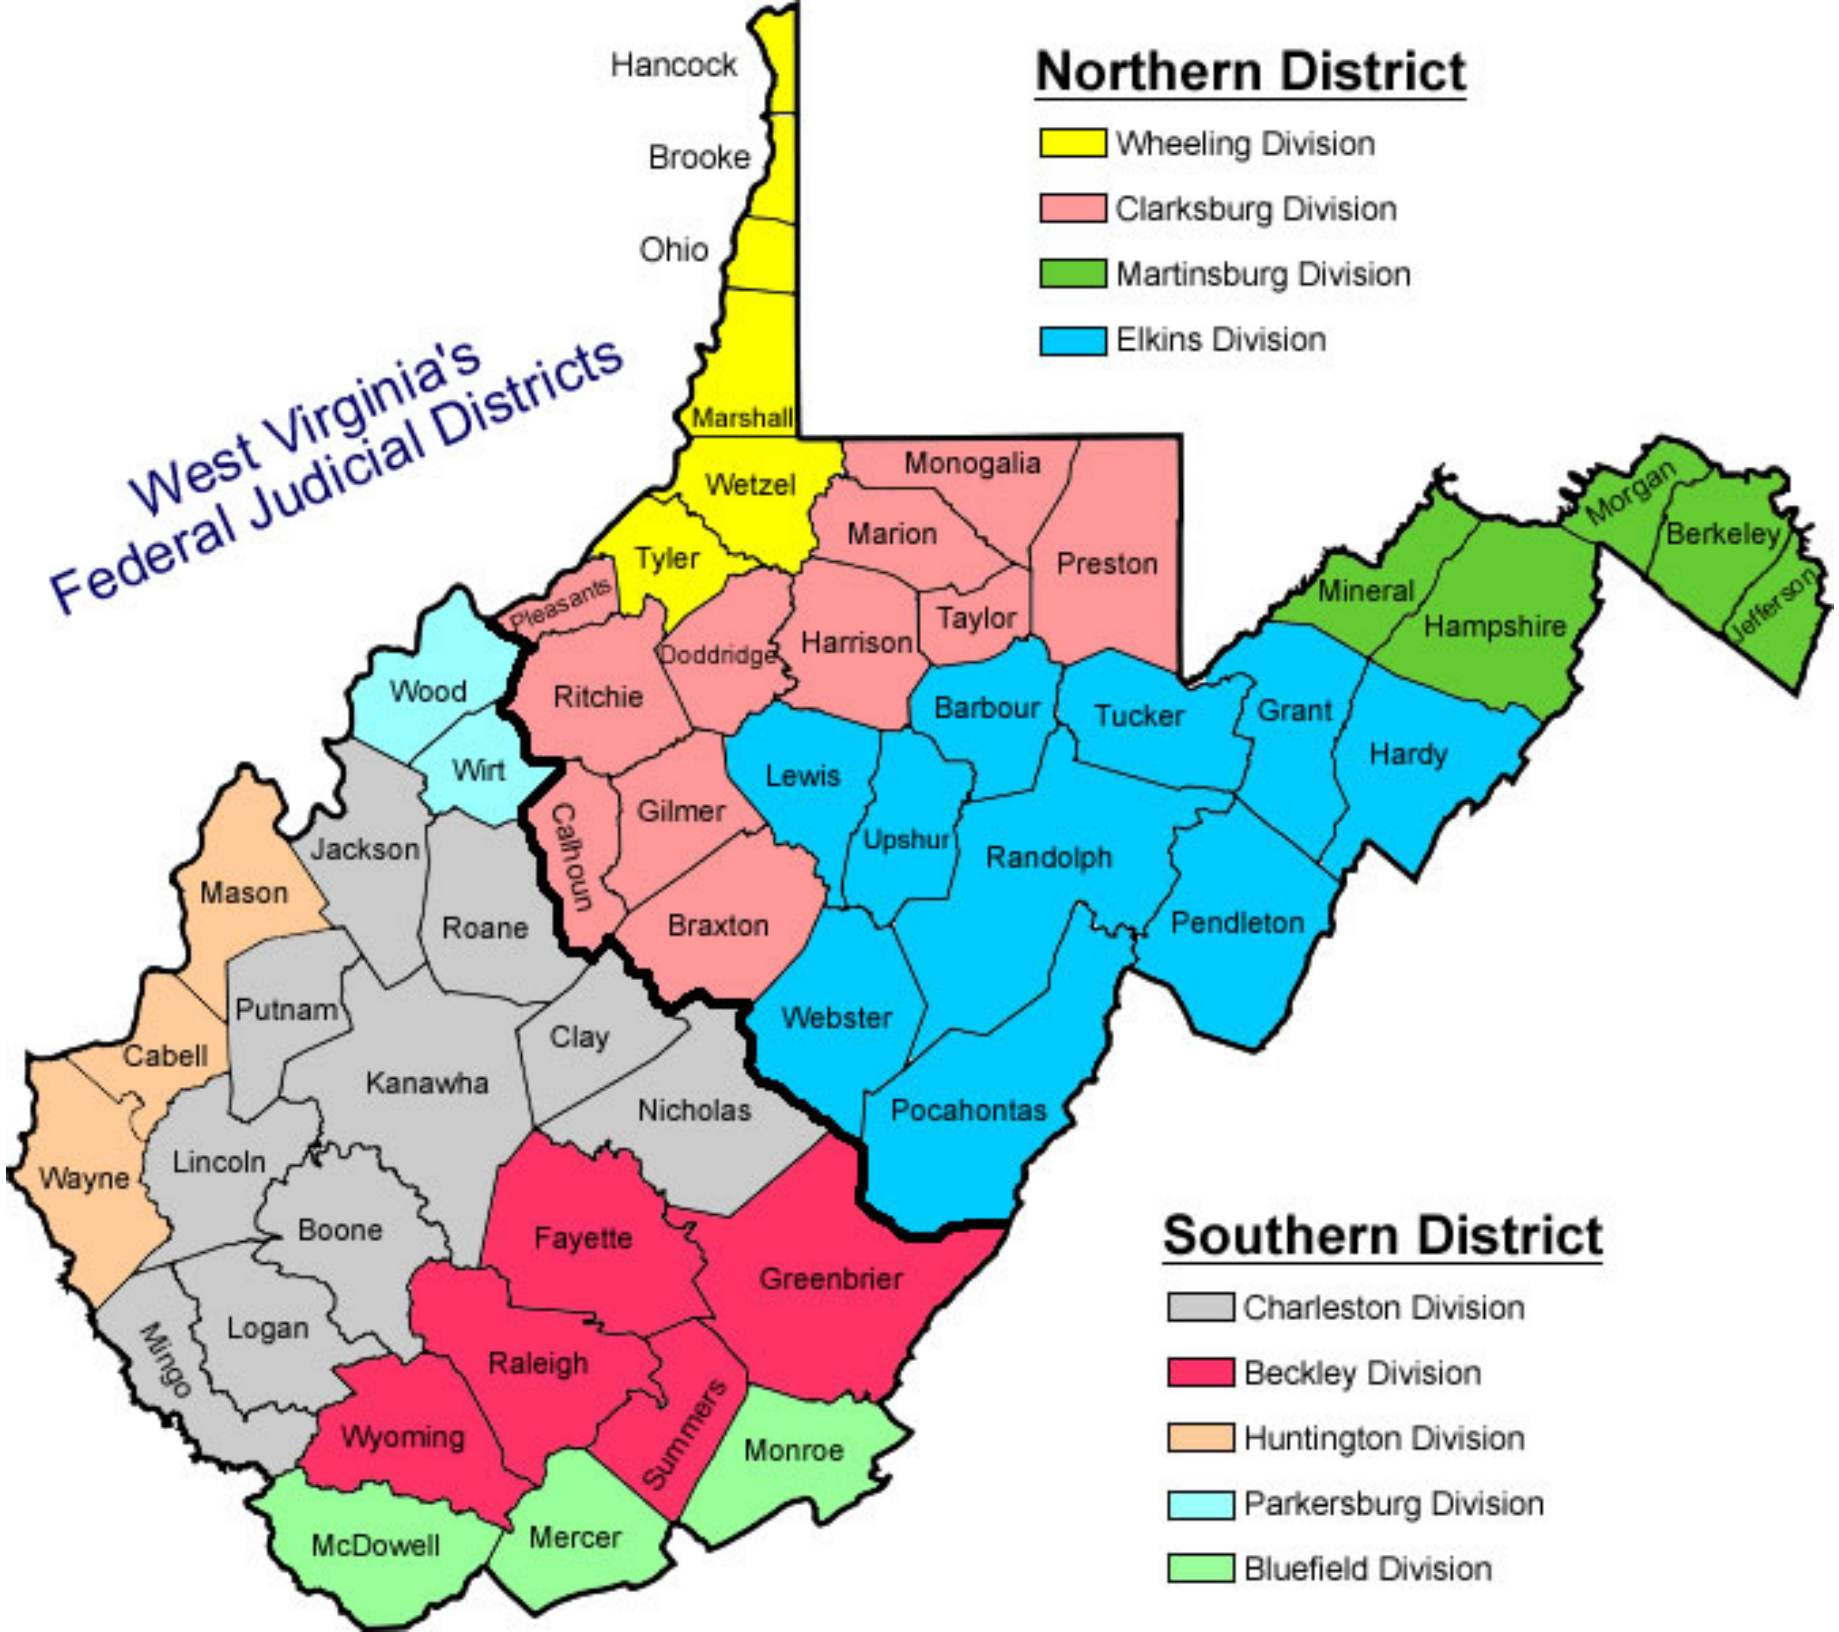 West Virginia's
Federal Judicial Districts
Northern District
Wheeling Division
Clarksburg Division
Martinsburg Division
Elkins Division
Hancock
Brooke
Ohio
Marshall
Wetzel
Tyler
Monogalia
Marion
Preston
Pleasants
Taylor
Harrison
Doddridge
Ritchie
Morgan
Berkeley
Jefferson
Mineral
Hampshire
Wood
Wirt
Barbour
Tucker
Grant
Hardy
Lewis
Gilmer
Calhoun
Upshur
Randolph
Pendleton
Braxton
Webster
Pocahontas
Jackson
Mason
Roane
Putnam
Clay
Cabell
Kanawha
Nicholas
Lincoln
Wayne
Boone
Fayette
Greenbrier
Logan
Mingo
Raleigh
Summers
Wyoming
Monroe
McDowell
Mercer
Southern District
Charleston Division
Beckley Division
Huntington Division
Parkersburg Division
Bluefield Division